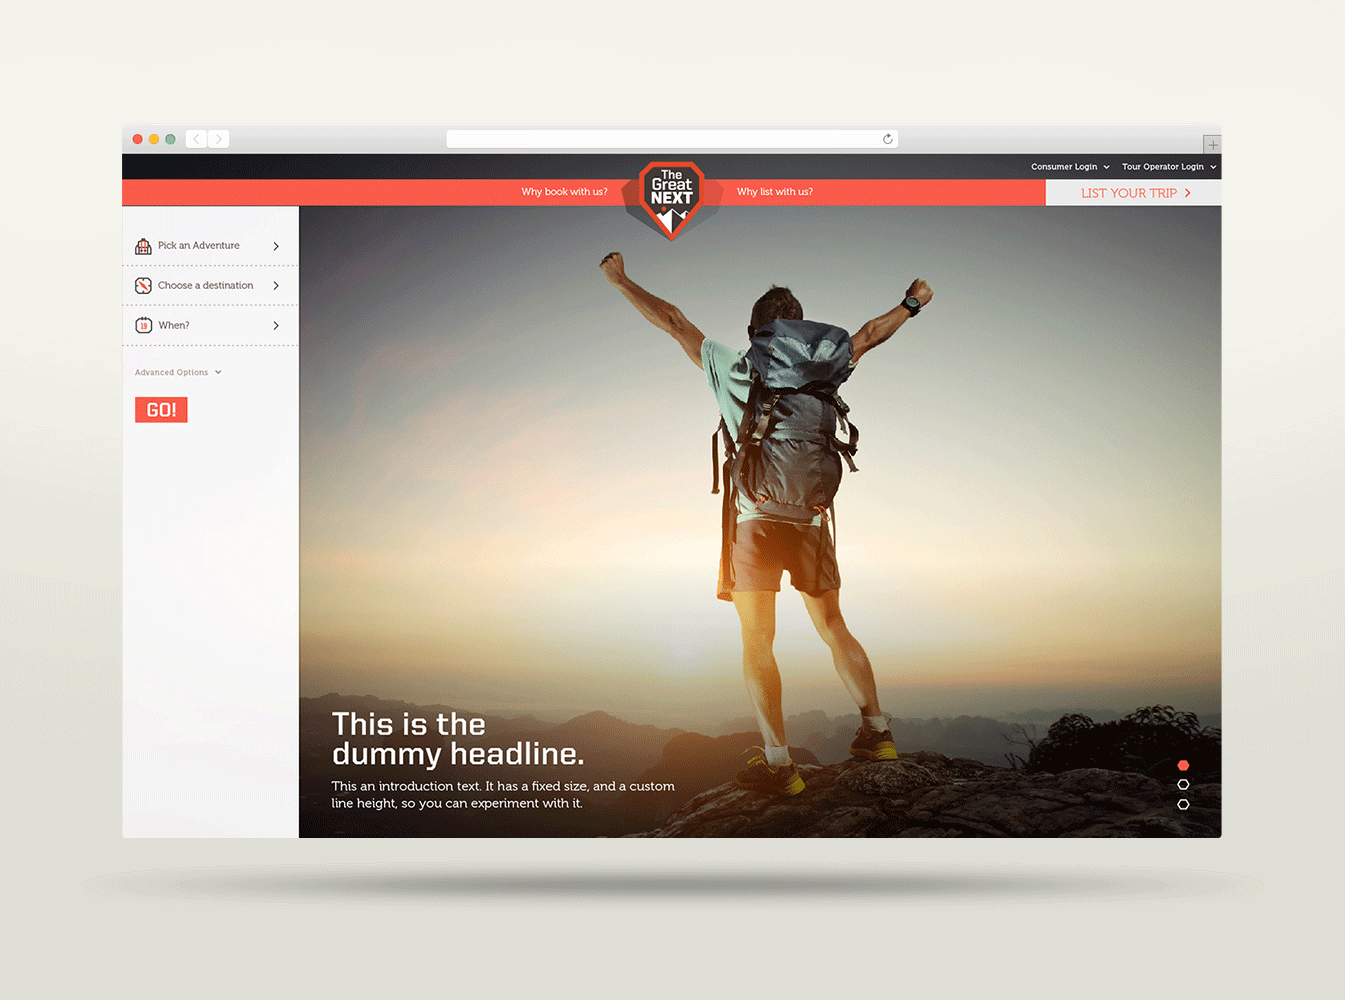 Consumer Login
Tour Operator Login
Why book with us?
The
Great
NEXT
Why list with us?
LIST YOUR TRIP
Pick an Adventure
Choose a destination
19
When?
Advanced Options
GO!
This is the
dummy headline.
This an introduction text. It has a fixed size, and a custom
line height, so you can experiment with it.